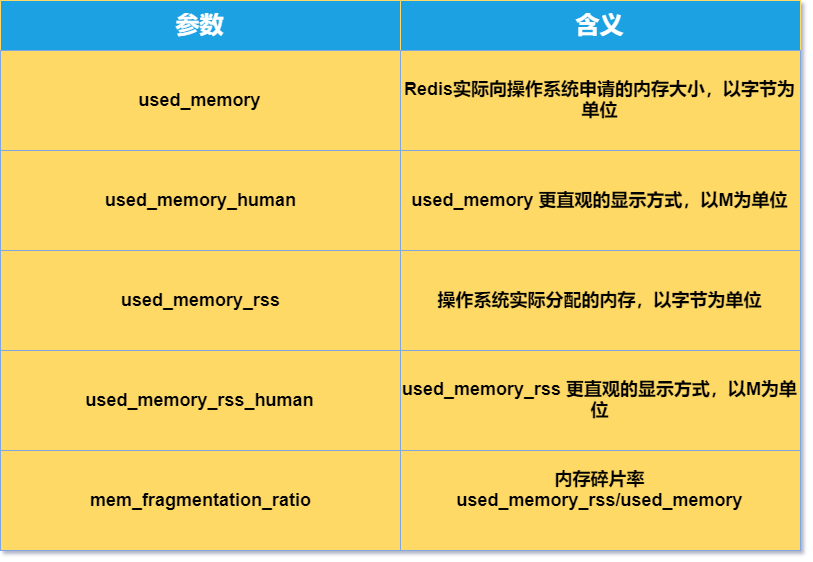 参数
含义
used_memory
Redis实际向操作系统申请的内存大小，以字节为
单位
used_memory_human
used_memory 更直观的显示方式，以M为单位
used_memory_rss
操作系统实际分配的内存，以字节为单位
used_memory_rss_human
used_memory_rss 更直观的显示方式，以M为单
位
mem_fragmentation_ratio
内存碎片率
used_memory_rss/used_memory